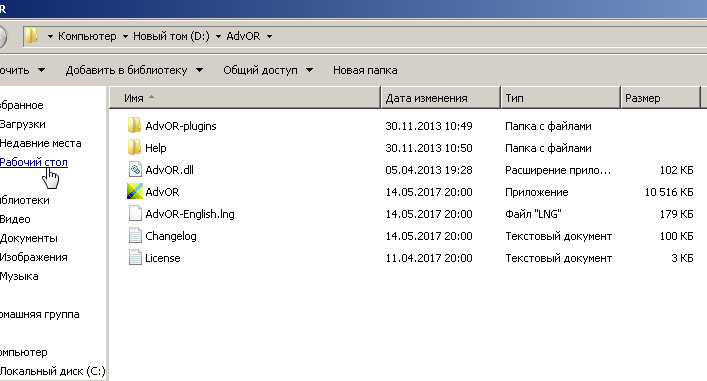 OR
Компьютер Новый том (D:) AdvOR
очить Добавить в библиотеку Общий доступ Новая папка
Имя Дата изменения Тип Размер
збранное
Загрузки
Недавние места
Рабочий стол
блиотеки
Видео
Документы
Изображения
Музыка
омашняя группа
омпьютер
Локальный диск (C:)
AdvOR-plugins 30.11.2013 10:49 Папка с файлами
Help 30.11.2013 10:50 Папка с файлами
AdvOR.dll 05.04.2013 19:28 Расширение прило... 102 КБ
AdvOR 14.05.2017 20:00 Приложение 10 516 КБ
AdvOR-English.lng 14.05.2017 20:00 Файл "LNG" 179 КБ
Changelog 14.05.2017 20:00 Текстовый документ 100 КБ
License 11.04.2017 20:00 Текстовый документ 3 КБ